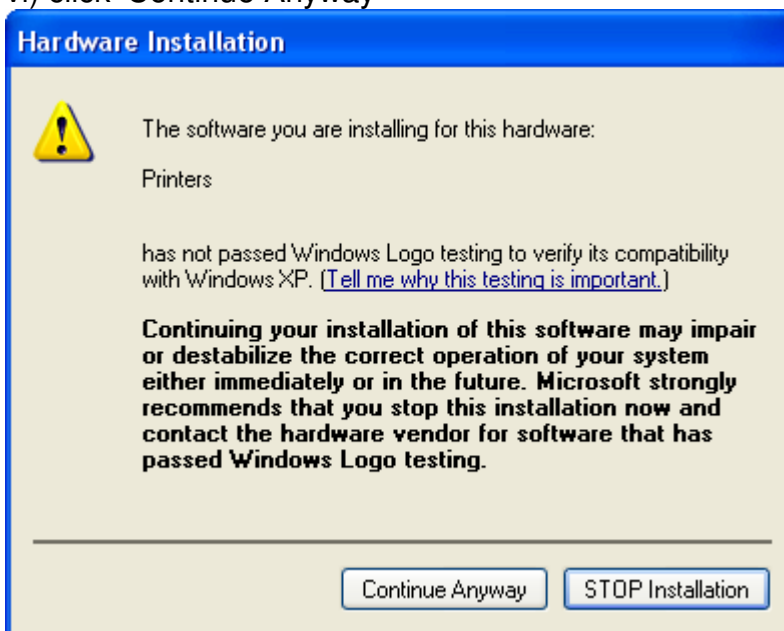 vi) click 'Continue Anyway'
Hardware Installation
The software you are installing for this hardware:
Printers
has not passed Windows Logo testing to verify its compatibility
with Windows XP. (Tell me why this testing is important.)
Continuing your installation of this software may impair
or destabilize the correct operation of your system
either immediately or in the future. Microsoft strongly
recommends that you stop this installation now and
contact the hardware vendor for software that has
passed Windows Logo testing.
Continue Anyway
STOP Installation